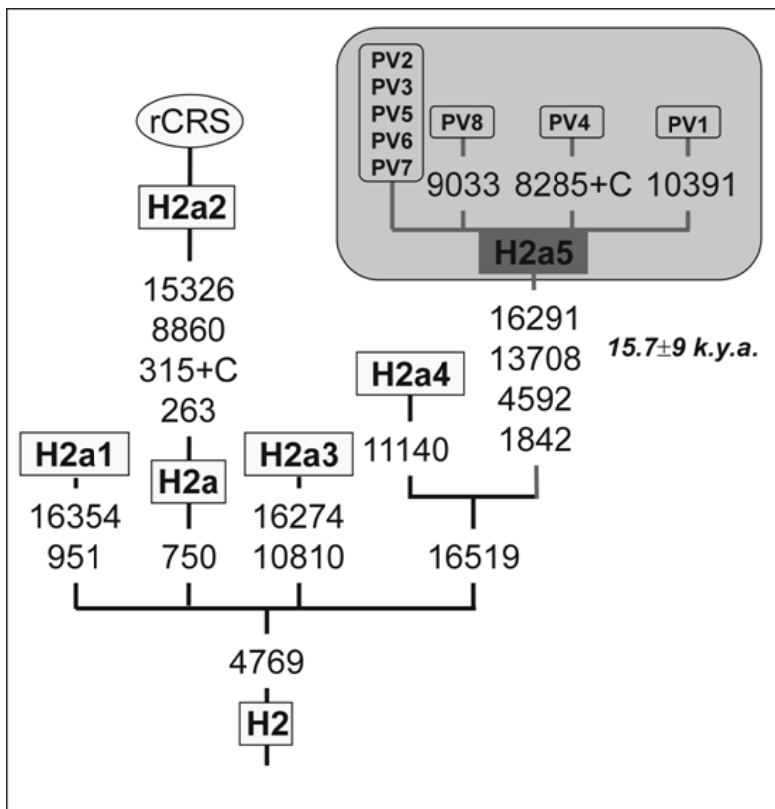 PV2
PV3
PV5
PV6
PV7
PV8
PV4
PV1
rCRS
9033
8285+C
10391
H2a2
H2a5
15326
8860
315+C
263
16291
13708
4592
1842
15.7±9 k.y.a.
H2a4
H2a1
H2a
H2a3
11140
16354
951
750
16274
10810
16519
4769
H2